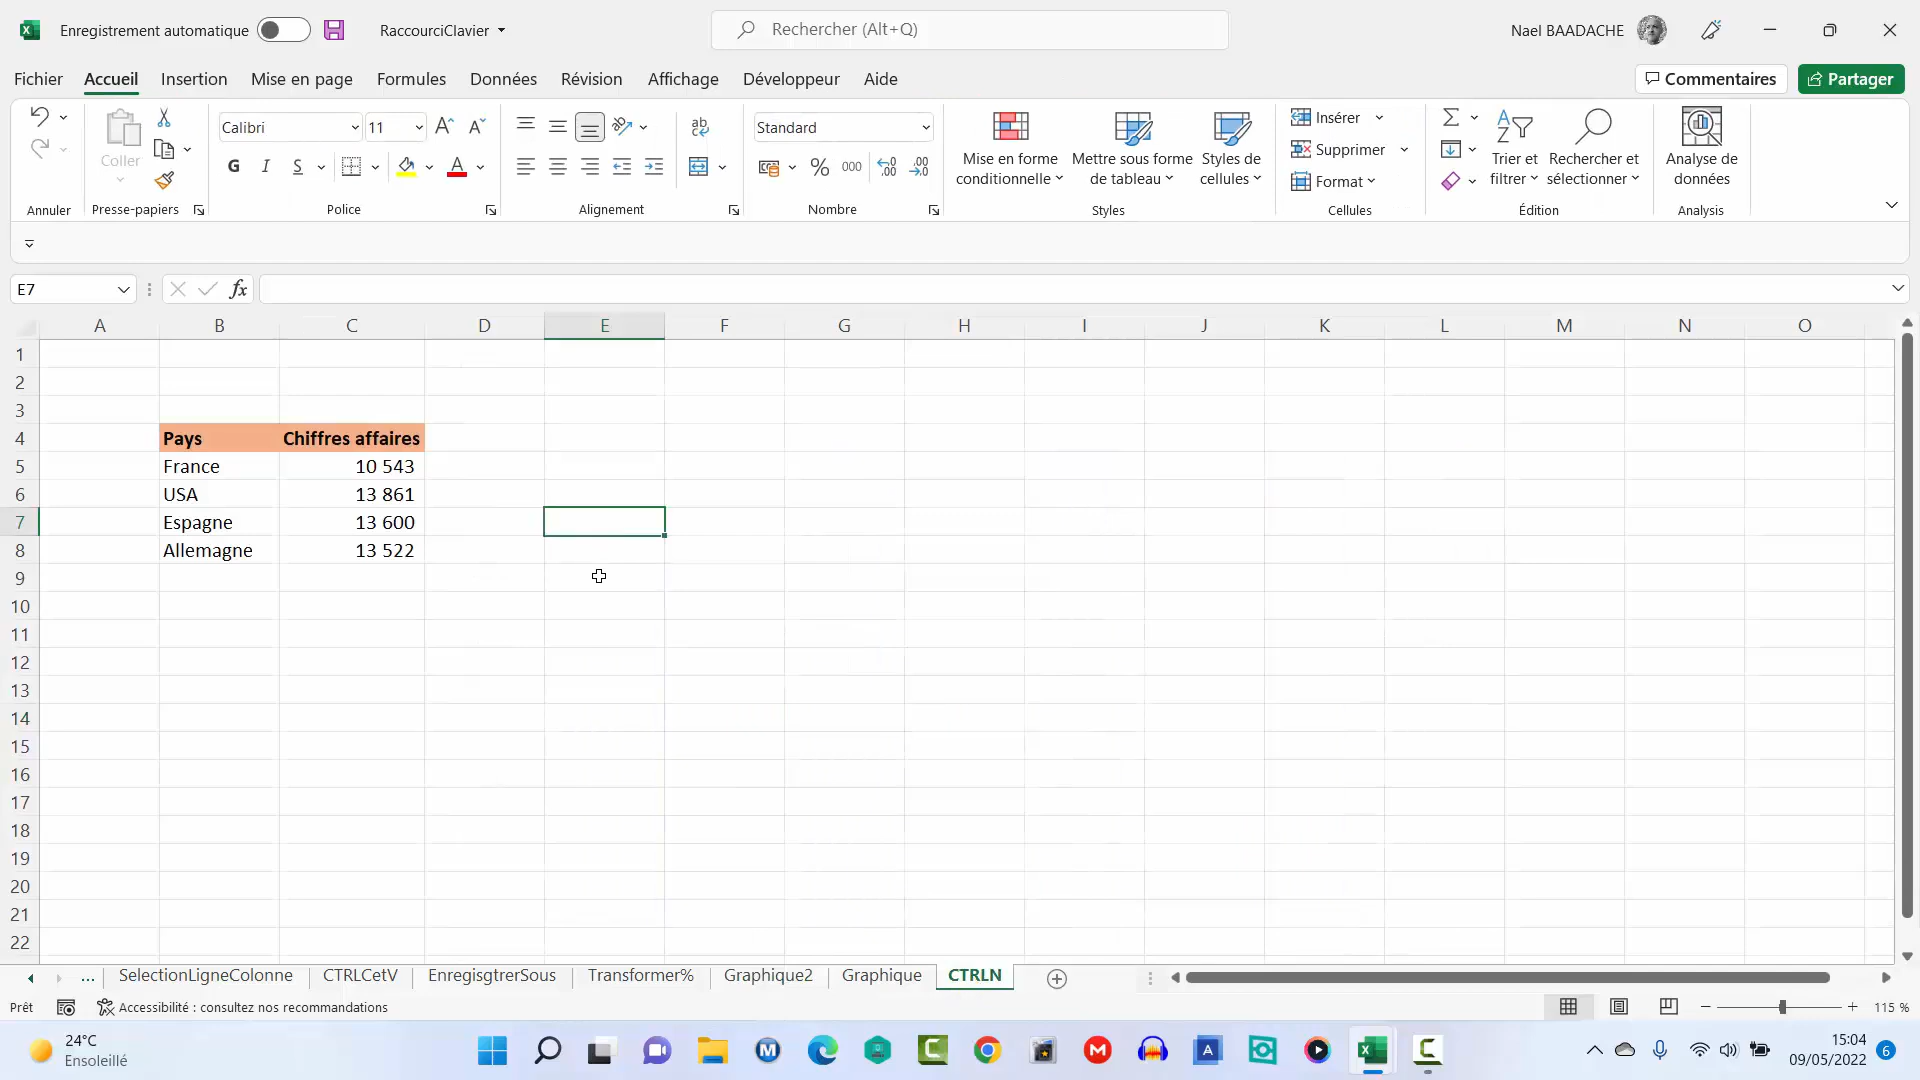 Enregistrement automatique
RaccourciClavier
Rechercher (Alt+Q)
Nael BAADACHE
Fichier Accueil Insertion Mise en page Formules Données Révision Affichage Développeur Aide
Commentaires
Partager
Annuler
Coller
Presse-papiers
Calibri
11
G I S
Police
ab
Alignement
Standard
% 000 ,00
Nombre
Mise en forme
conditionnelle
Mettre sous forme
de tableau
Styles de
cellules
Styles
Insérer
Supprimer
Format
Cellules
Trier et
filtrer
Rechercher et
sélectionner
Édition
Analyse de
données
Analysis
E7
fx
A B C D E F G H I J K L M N O
1
2
3
4 Pays Chiffres affaires
5 France 10 543
6 USA 13 861
7 Espagne 13 600
8 Allemagne 13 522
9
10
11
12
13
14
15
16
17
18
19
20
21
22
... SelectionLigneColonne CTRLCetV EnregisgtrerSous Transformer% Graphique2 Graphique CTRLN
Prêt
Accessibilité : consultez nos recommandations
115 %
24°C
Ensoleillé
15:04
09/05/2022
6